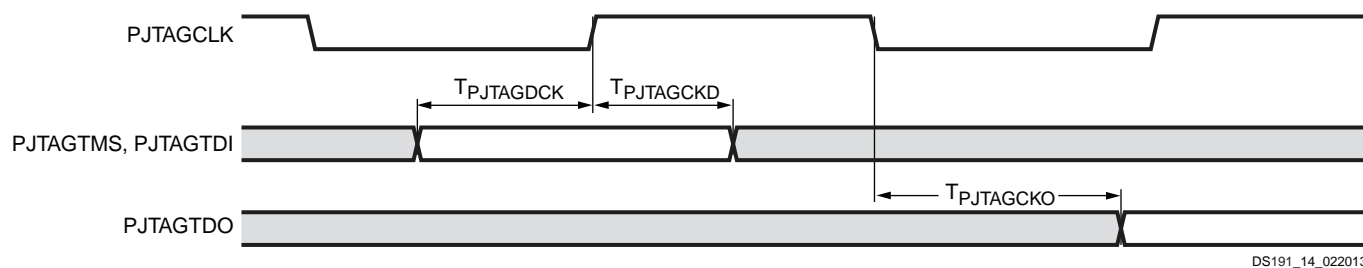 PJTAGCLK
TPJTAGDCK
TPJTAGCKD
PJTAGTMS, PJTAGTDI
TPJTAGCKO
PJTAGTDO
DS191_14_022013